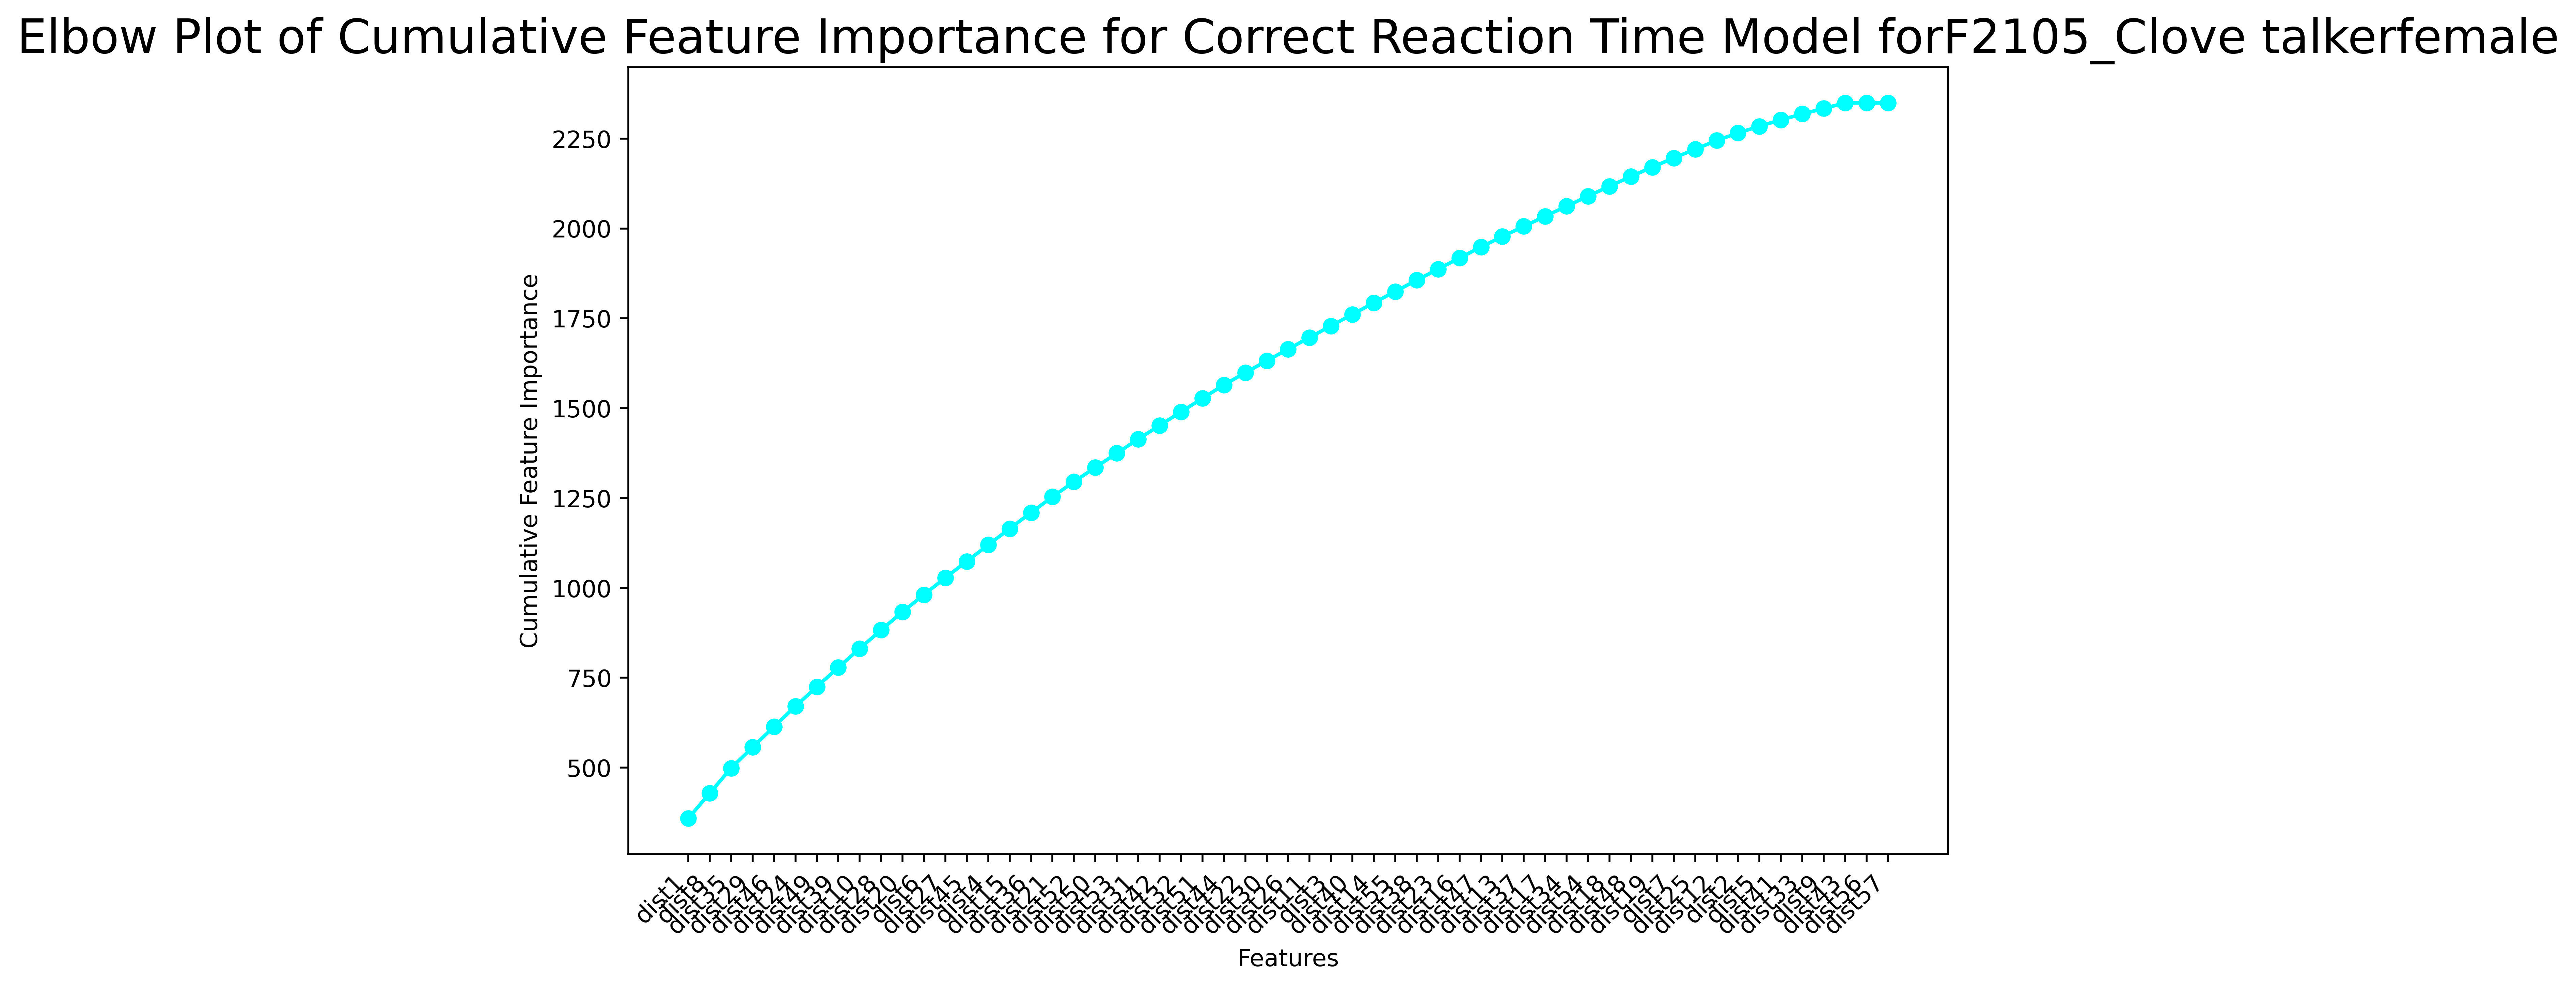 Elbow Plot of Cumulative Feature Importance for Correct Reaction Time Model forF2105_Clove talkerfemale
Cumulative Feature Importance
2250
2000
1750
1500
1250
1000
750
500
dist1
dist8
dist35
dist29
dist46
dist24
dist49
dist39
dist10
dist28
dist20
dist6
dist27
dist45
dist4
dist15
dist36
dist21
dist52
dist50
dist53
dist31
dist42
dist32
dist51
dist44
dist22
dist30
dist26
dist11
dist3
dist40
dist14
dist55
dist38
dist23
dist16
dist47
dist13
dist37
dist17
dist34
dist54
dist18
dist48
dist19
dist7
dist25
dist12
dist2
dist5
dist41
dist33
dist9
dist43
dist56
dist57
Features